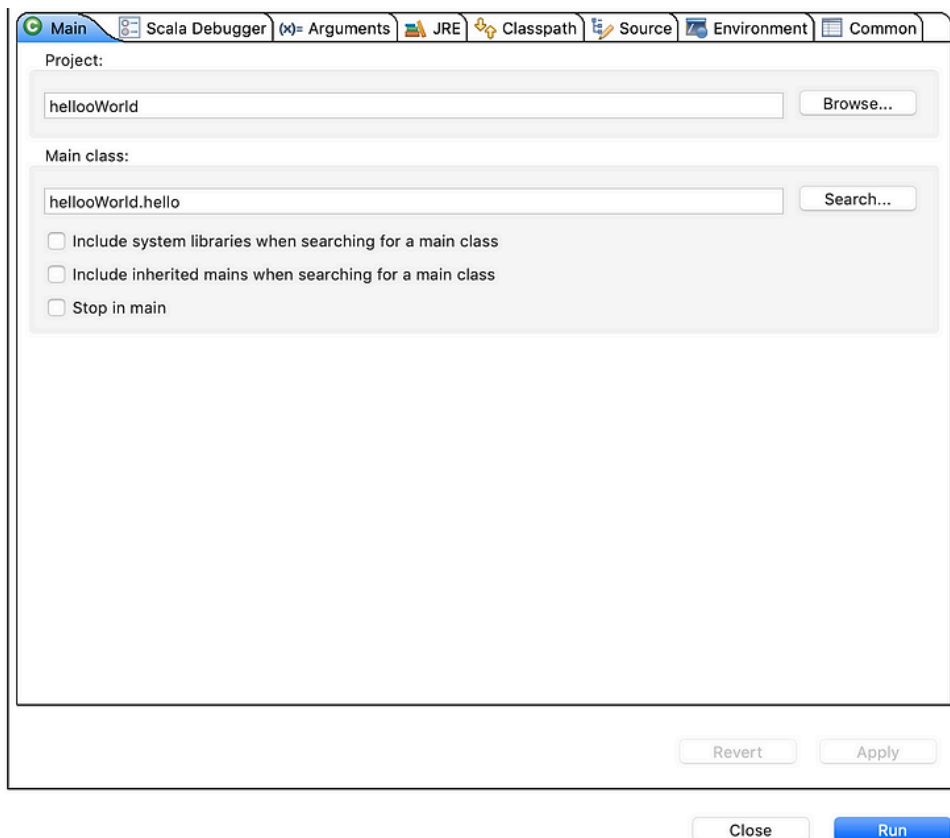 Main Scala Debugger (x)= Arguments JRE Classpath Source Environment Common
Project:
hellooWorld Browse...
Main class:
hellooWorld.hello Search...
Include system libraries when searching for a main class
Include inherited mains when searching for a main class
Stop in main
Revert Apply
Close Run